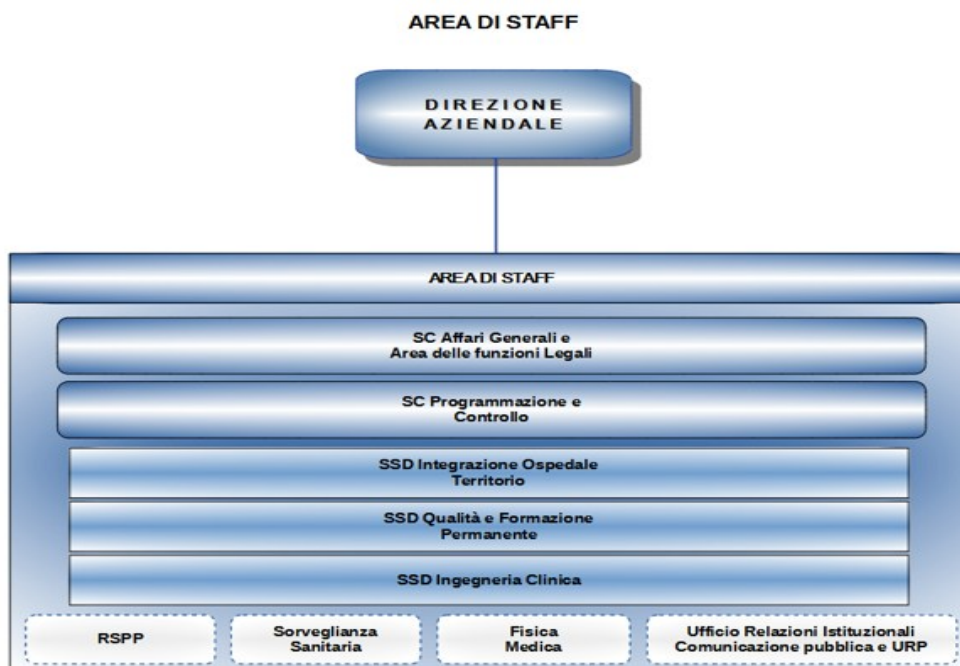 AREA DI STAFF
DIREZIONE
AZIENDALE
AREA DI STAFF
SC Affari Generali e
Area delle funzioni Legali
SC Programmazione e
Controllo
SSD Integrazione Ospedale
Territorio
SSD Qualità e Formazione
Permanente
SSD Ingegneria Clinica
RSPP
Sorveglianza
Sanitaria
Fisica
Medica
Ufficio Relazioni Istituzionali
Comunicazione pubblica e URP